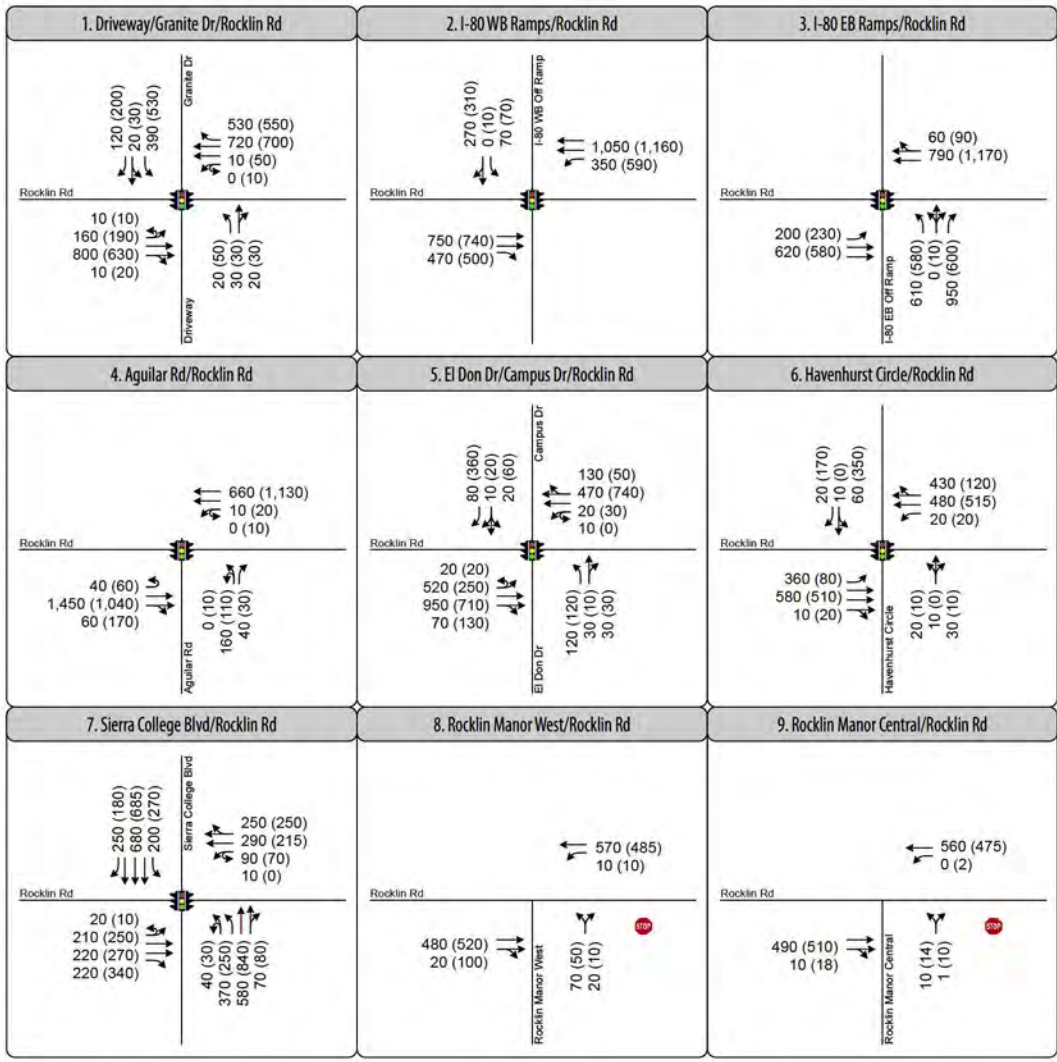 1. Driveway/Granite Dr/Rocklin Rd
Granite Dr
120 (200)
20 (30)
390 (530)
530 (550)
720 (700)
10 (50)
0 (10)
Rocklin Rd
10 (10)
160 (190)
800 (630)
10 (20)
20 (50)
30 (30)
20 (30)
Driveway
2. I-80 WB Ramps/Rocklin Rd
I-80 WB Off Ramp
270 (310)
0 (10)
70 (70)
1,050 (1,160)
350 (590)
Rocklin Rd
750 (740)
470 (500)
3. I-80 EB Ramps/Rocklin Rd
60 (90)
790 (1,170)
Rocklin Rd
200 (230)
620 (580)
610 (580)
0 (10)
950 (600)
I-80 EB Off Ramp
4. Aguilar Rd/Rocklin Rd
660 (1,130)
10 (20)
0 (10)
Rocklin Rd
40 (60)
1,450 (1,040)
60 (170)
0 (10)
160 (110)
40 (30)
Aguilar Rd
5. El Don Dr/Campus Dr/Rocklin Rd
Campus Dr
80 (360)
10 (20)
20 (60)
130 (50)
470 (740)
20 (30)
10 (0)
Rocklin Rd
20 (20)
520 (250)
950 (710)
70 (130)
120 (120)
30 (10)
30 (30)
El Don Dr
6. Havenhurst Circle/Rocklin Rd
20 (170)
10 (0)
60 (350)
430 (120)
480 (515)
20 (20)
Rocklin Rd
360 (80)
580 (510)
10 (20)
20 (10)
10 (0)
30 (10)
Havenhurst Circle
7. Sierra College Blvd/Rocklin Rd
Sierra College Blvd
250 (180)
680 (685)
200 (270)
250 (250)
290 (215)
90 (70)
10 (0)
Rocklin Rd
20 (10)
210 (250)
220 (270)
220 (340)
40 (30)
370 (250)
580 (840)
70 (80)
8. Rocklin Manor West/Rocklin Rd
570 (485)
10 (10)
Rocklin Rd
480 (520)
20 (100)
70 (50)
20 (10)
STOP
Rocklin Manor West
9. Rocklin Manor Central/Rocklin Rd
560 (475)
0 (2)
Rocklin Rd
490 (510)
10 (18)
10 (14)
1 (10)
STOP
Rocklin Manor Central